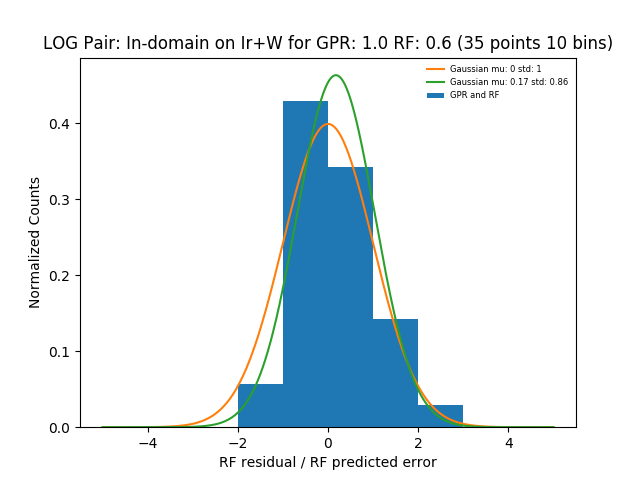 LOG Pair: In-domain on Ir+W for GPR: 1.0 RF: 0.6 (35 points 10 bins)
Gaussian mu: 0 std: 1
Gaussian mu: 0.17 std: 0.86
GPR and RF
Normalized Counts
0.4
0.3
0.2
0.1
0.0
−4 −2 0 2 4
RF residual / RF predicted error